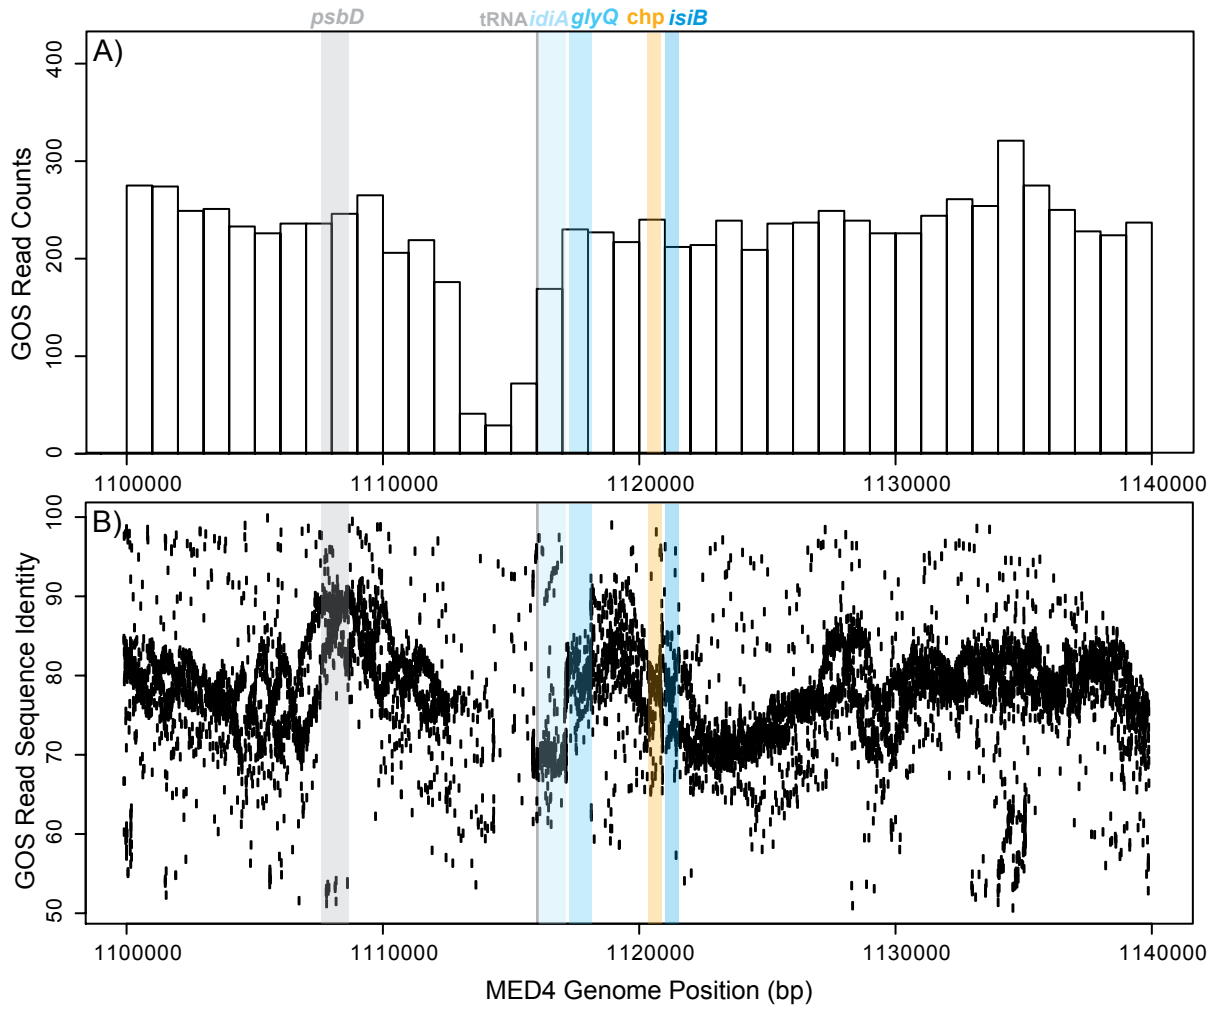 psbD tRNA idiA glyQ chp isiB
A)
GOS Read Counts
400
300
200
100
0
1100000 1110000 1120000 1130000 1140000
B)
GOS Read Sequence Identity
100
90
80
70
60
50
1100000 1110000 1120000 1130000 1140000
MED4 Genome Position (bp)